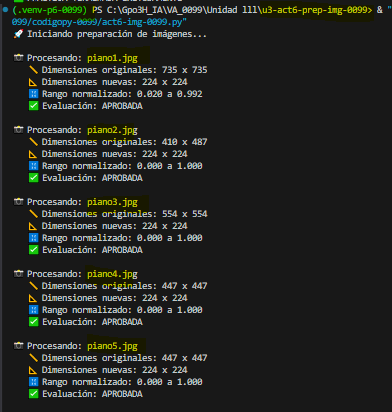 (.venv-p6-0099) PS C:\Gpo3H_IA\VA_0099\Unidad lll\u3-act6-prep-img-0099> & "
099/codigopy-0099/act6-img-0099.py"
🚀 Iniciando preparación de imágenes...
📷 Procesando: piano1.jpg
📏 Dimensiones originales: 735 x 735
📐 Dimensiones nuevas: 224 x 224
🔢 Rango normalizado: 0.020 a 0.992
✅ Evaluación: APROBADA
📷 Procesando: piano2.jpg
📏 Dimensiones originales: 410 x 487
📐 Dimensiones nuevas: 224 x 224
🔢 Rango normalizado: 0.000 a 1.000
✅ Evaluación: APROBADA
📷 Procesando: piano3.jpg
📏 Dimensiones originales: 554 x 554
📐 Dimensiones nuevas: 224 x 224
🔢 Rango normalizado: 0.000 a 1.000
✅ Evaluación: APROBADA
📷 Procesando: piano4.jpg
📏 Dimensiones originales: 447 x 447
📐 Dimensiones nuevas: 224 x 224
🔢 Rango normalizado: 0.000 a 1.000
✅ Evaluación: APROBADA
📷 Procesando: piano5.jpg
📏 Dimensiones originales: 447 x 447
📐 Dimensiones nuevas: 224 x 224
🔢 Rango normalizado: 0.000 a 1.000
✅ Evaluación: APROBADA